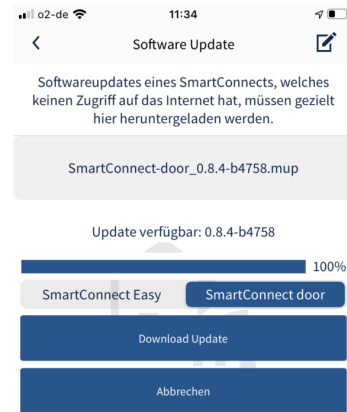 o2-de 11:34
Software Update
Softwareupdates eines SmartConnects, welches
keinen Zugriff auf das Internet hat, müssen gezielt
hier heruntergeladen werden.
SmartConnect-door_0.8.4-b4758.mup
Update verfügbar: 0.8.4-b4758
100%
SmartConnect Easy SmartConnect door
Download Update
Abbrechen